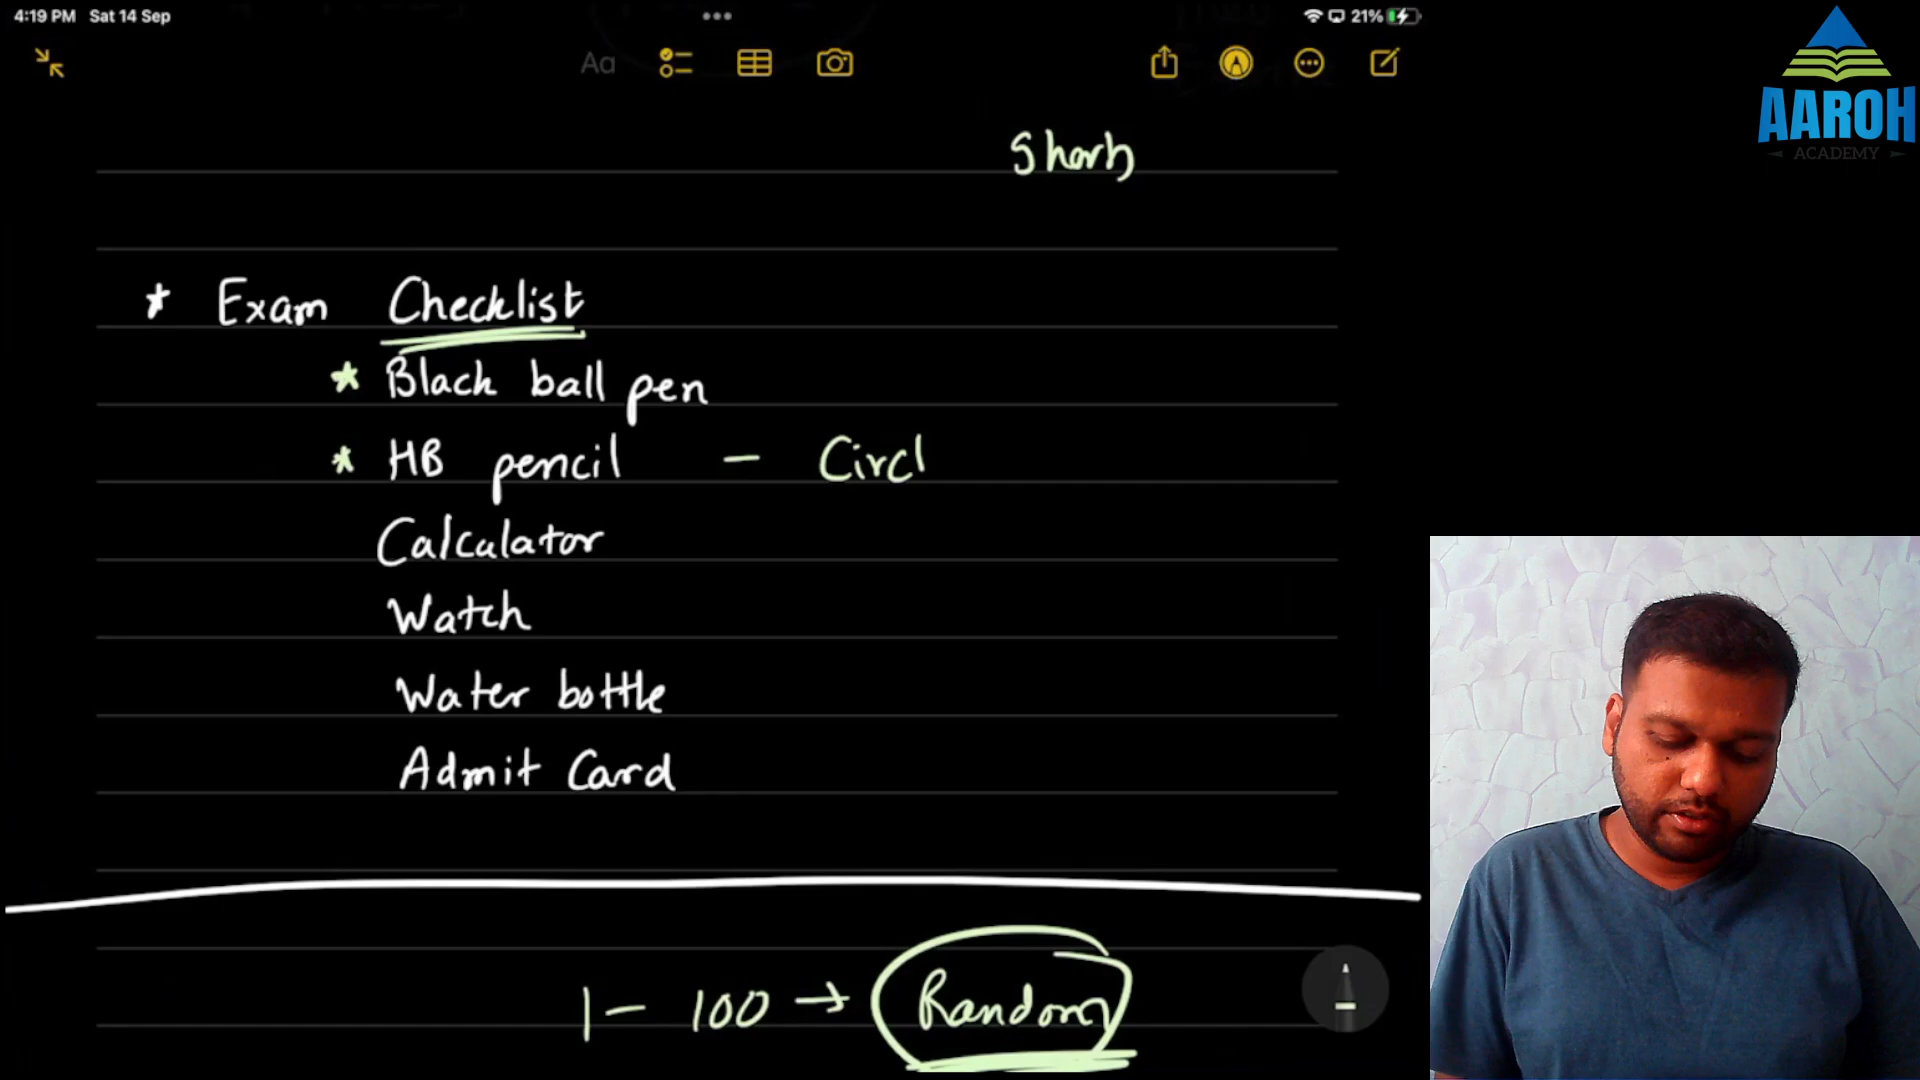 4:19 PM Sat 14 Sep
21%
Aa
AAROH
ACADEMY
Sharp
* Exam Checklist
* Black ball pen
* HB pencil - Circl
Calculator
Watch
Water bottle
Admit Card
1 - 100 → Random